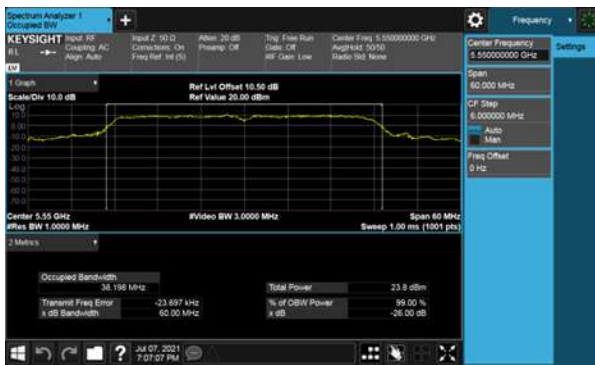 Spectrum Analyzer 1
Occupied BW
Frequency
KEYSIGHT
Input: RF
Coupling: AC
Align: Auto
Input Z: 50 Ω
Corrections: On
Freq Ref: Int (S)
Atten: 20 dB
Preamp: Off
Trig: Free Run
Gate: Off
#IF Gain: Low
Center Freq: 5.550000000 GHz
Avg|Hold: 50/50
Radio Std: None
1 Graph
Scale/Div 10.0 dB
Ref Lvl Offset 10.50 dB
Ref Value 20.00 dBm
Log
10.0
Center 5.55 GHz
#Res BW 1.0000 MHz
#Video BW 3.0000 MHz
Span 60 MHz
Sweep 1.00 ms (1001 pts)
2 Metrics
Occupied Bandwidth
38.198 MHz
Total Power 23.8 dBm
Transmit Freq Error -23.697 kHz
% of OBW Power 99.00 %
x dB Bandwidth 60.00 MHz
x dB -26.00 dB
Jul 07, 2021
7:07:07 PM
Center Frequency
5.550000000 GHz
Settings
Span
60.000 MHz
CF Step
6.000000 MHz
Auto
Man
Freq Offset
0 Hz